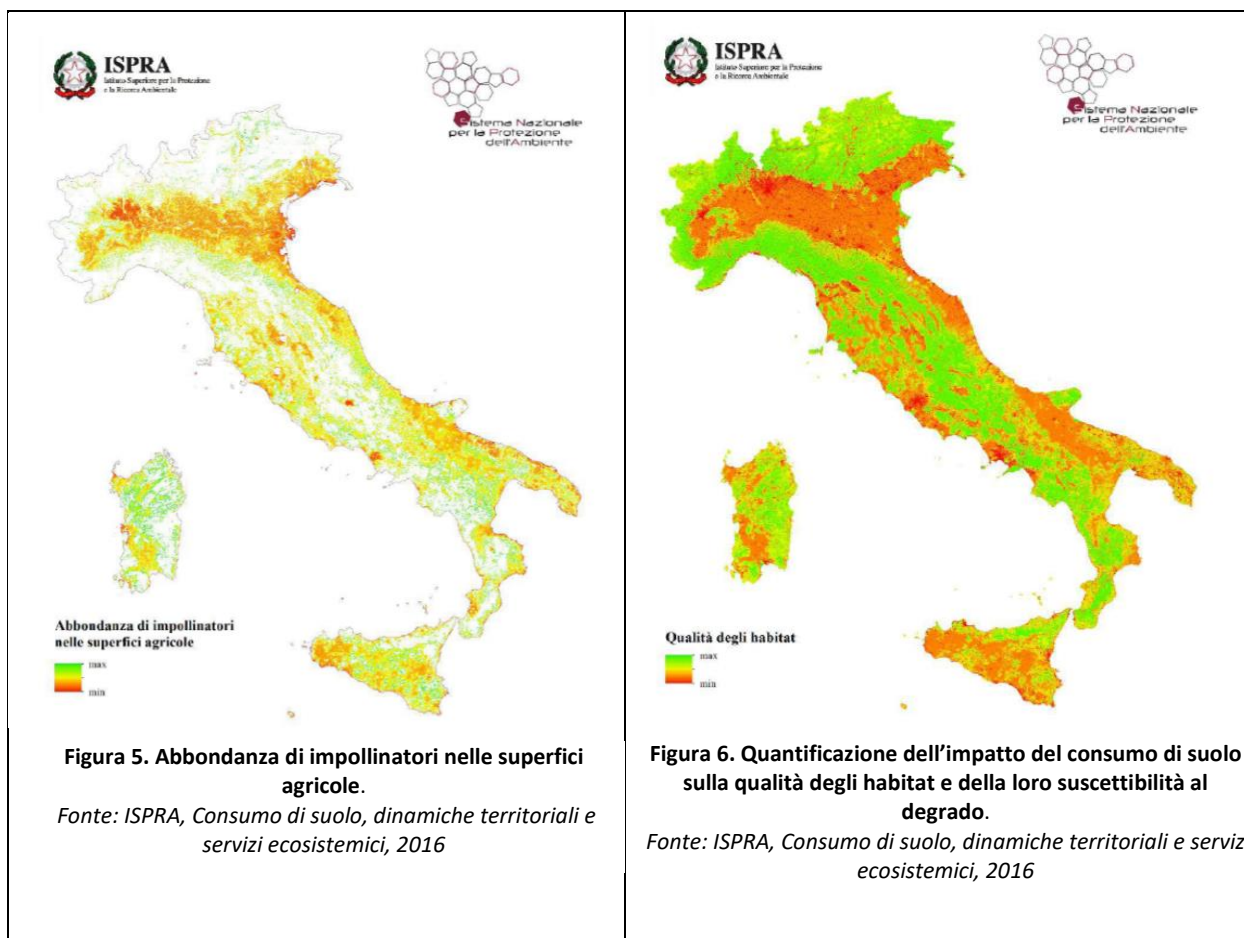 ISPRA
Istituto Superiore per la Protezione
e la Ricerca Ambientale
Sistema Nazionale
per la Protezione
dell'Ambiente
Abbondanza di impollinatori
nelle superfici agricole
max
min
Figura 5. Abbondanza di impollinatori nelle superfici
agricole.
Fonte: ISPRA, Consumo di suolo, dinamiche territoriali e
servizi ecosistemici, 2016
ISPRA
Istituto Superiore per la Protezione
e la Ricerca Ambientale
Sistema Nazionale
per la Protezione
dell'Ambiente
Qualità degli habitat
max
min
Figura 6. Quantificazione dell'impatto del consumo di suolo
sulla qualità degli habitat e della loro suscettibilità al
degrado.
Fonte: ISPRA, Consumo di suolo, dinamiche territoriali e serviz
ecosistemici, 2016